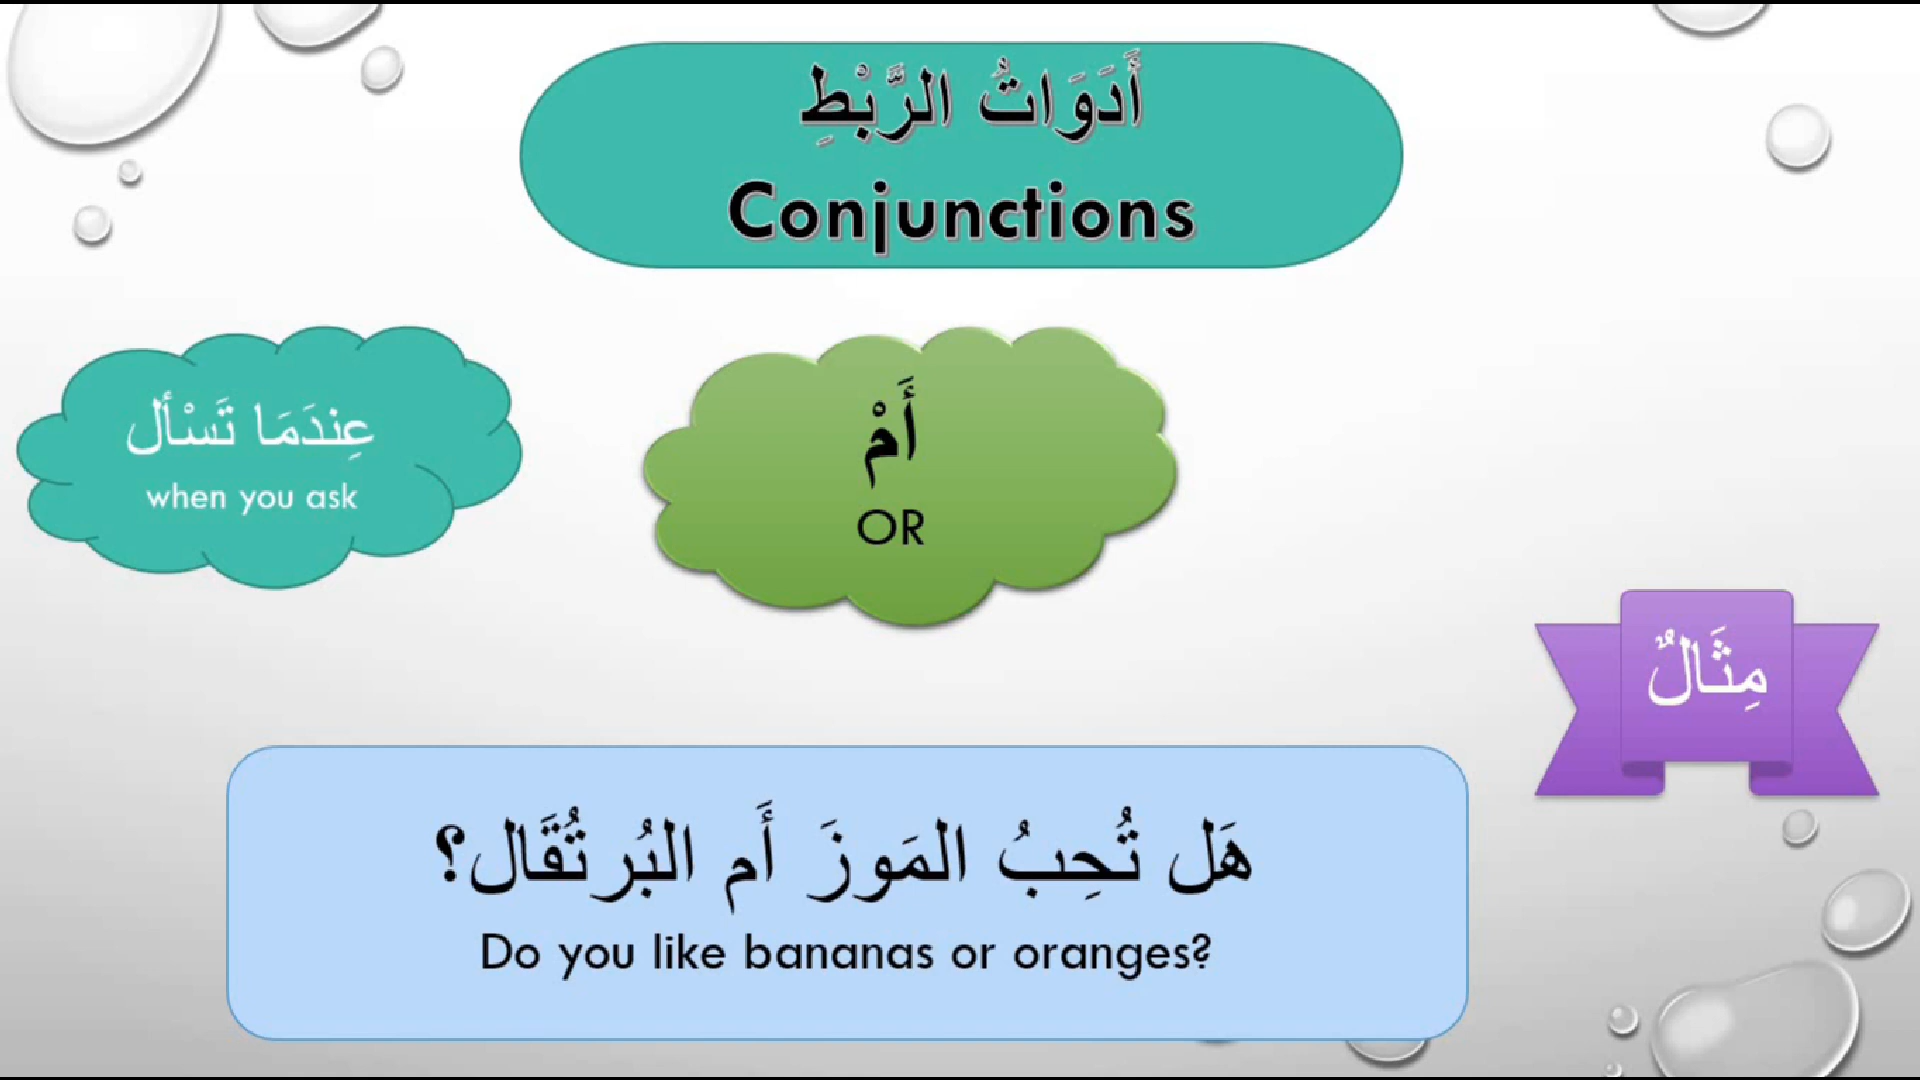 أَدَوَاتُ الرَّبْطِ
Conjunctions
عِندَمَا تَسْأَل
when you ask
أَمْ
OR
مِثَالٌ
هَل تُحِبُ المَوزَ أَم البُرتُقَال؟
Do you like bananas or oranges?